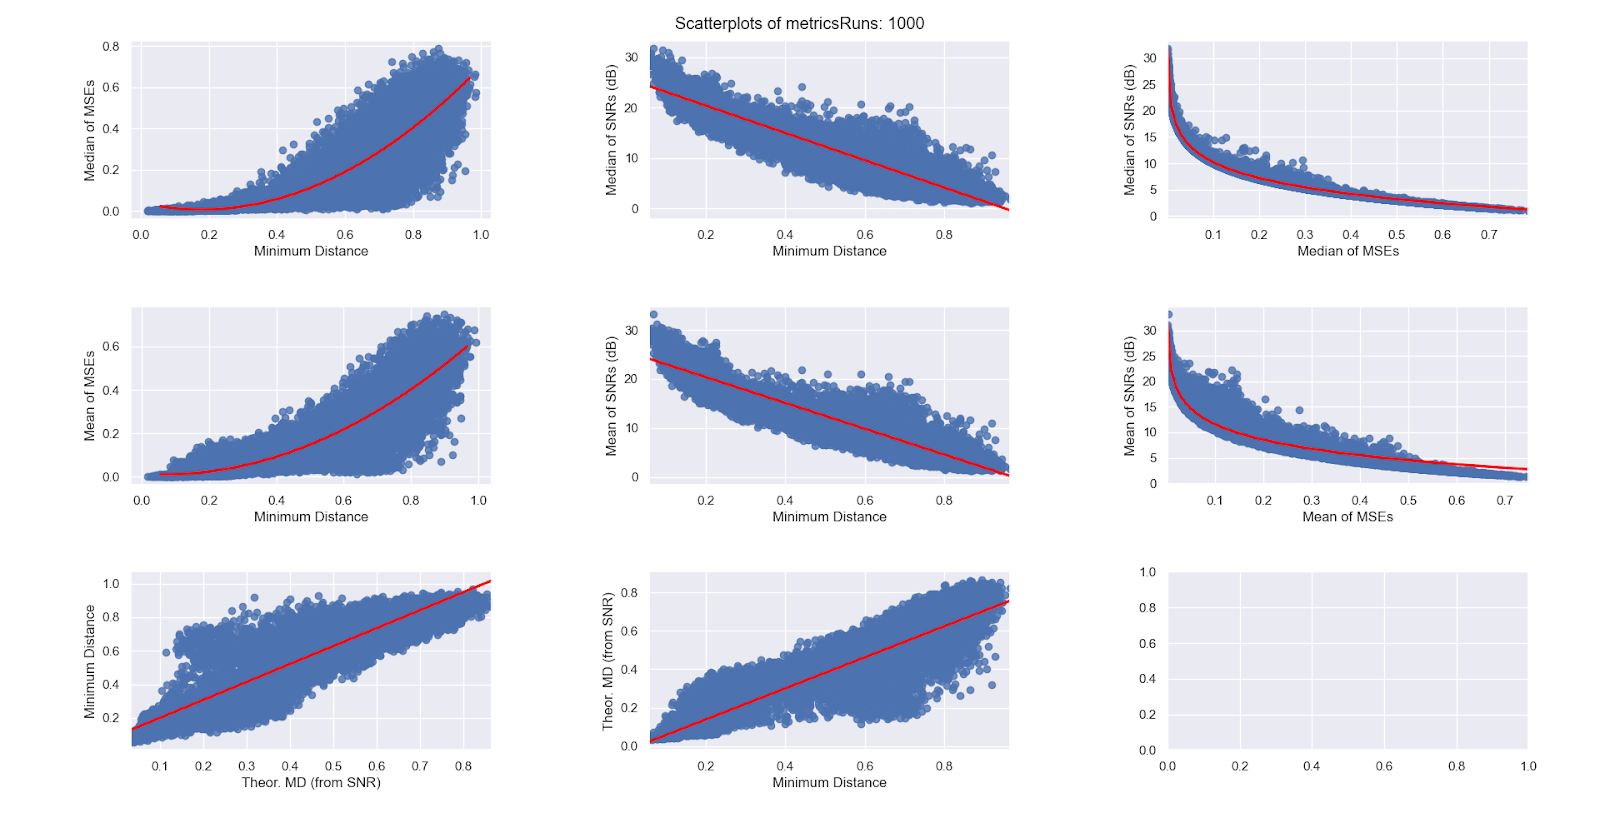 Scatterplots of metricsRuns: 1000
0.8
0.6
0.4
0.2
0.0
Median of MSEs
0.0 0.2 0.4 0.6 0.8 1.0
Minimum Distance
30
20
10
0
Median of SNRs (dB)
0.2 0.4 0.6 0.8
Minimum Distance
30
25
20
15
10
5
0
Median of SNRs (dB)
0.1 0.2 0.3 0.4 0.5 0.6 0.7
Median of MSEs
0.6
0.4
0.2
0.0
Mean of MSEs
0.0 0.2 0.4 0.6 0.8 1.0
Minimum Distance
30
20
10
0
Mean of SNRs (dB)
0.2 0.4 0.6 0.8
Minimum Distance
30
25
20
15
10
5
0
Mean of SNRs (dB)
0.1 0.2 0.3 0.4 0.5 0.6 0.7
Mean of MSEs
1.0
0.8
0.6
0.4
0.2
Minimum Distance
0.1 0.2 0.3 0.4 0.5 0.6 0.7 0.8
Theor. MD (from SNR)
0.8
0.6
0.4
0.2
0.0
Theor. MD (from SNR)
0.2 0.4 0.6 0.8
Minimum Distance
1.0
0.8
0.6
0.4
0.2
0.0
0.0 0.2 0.4 0.6 0.8 1.0